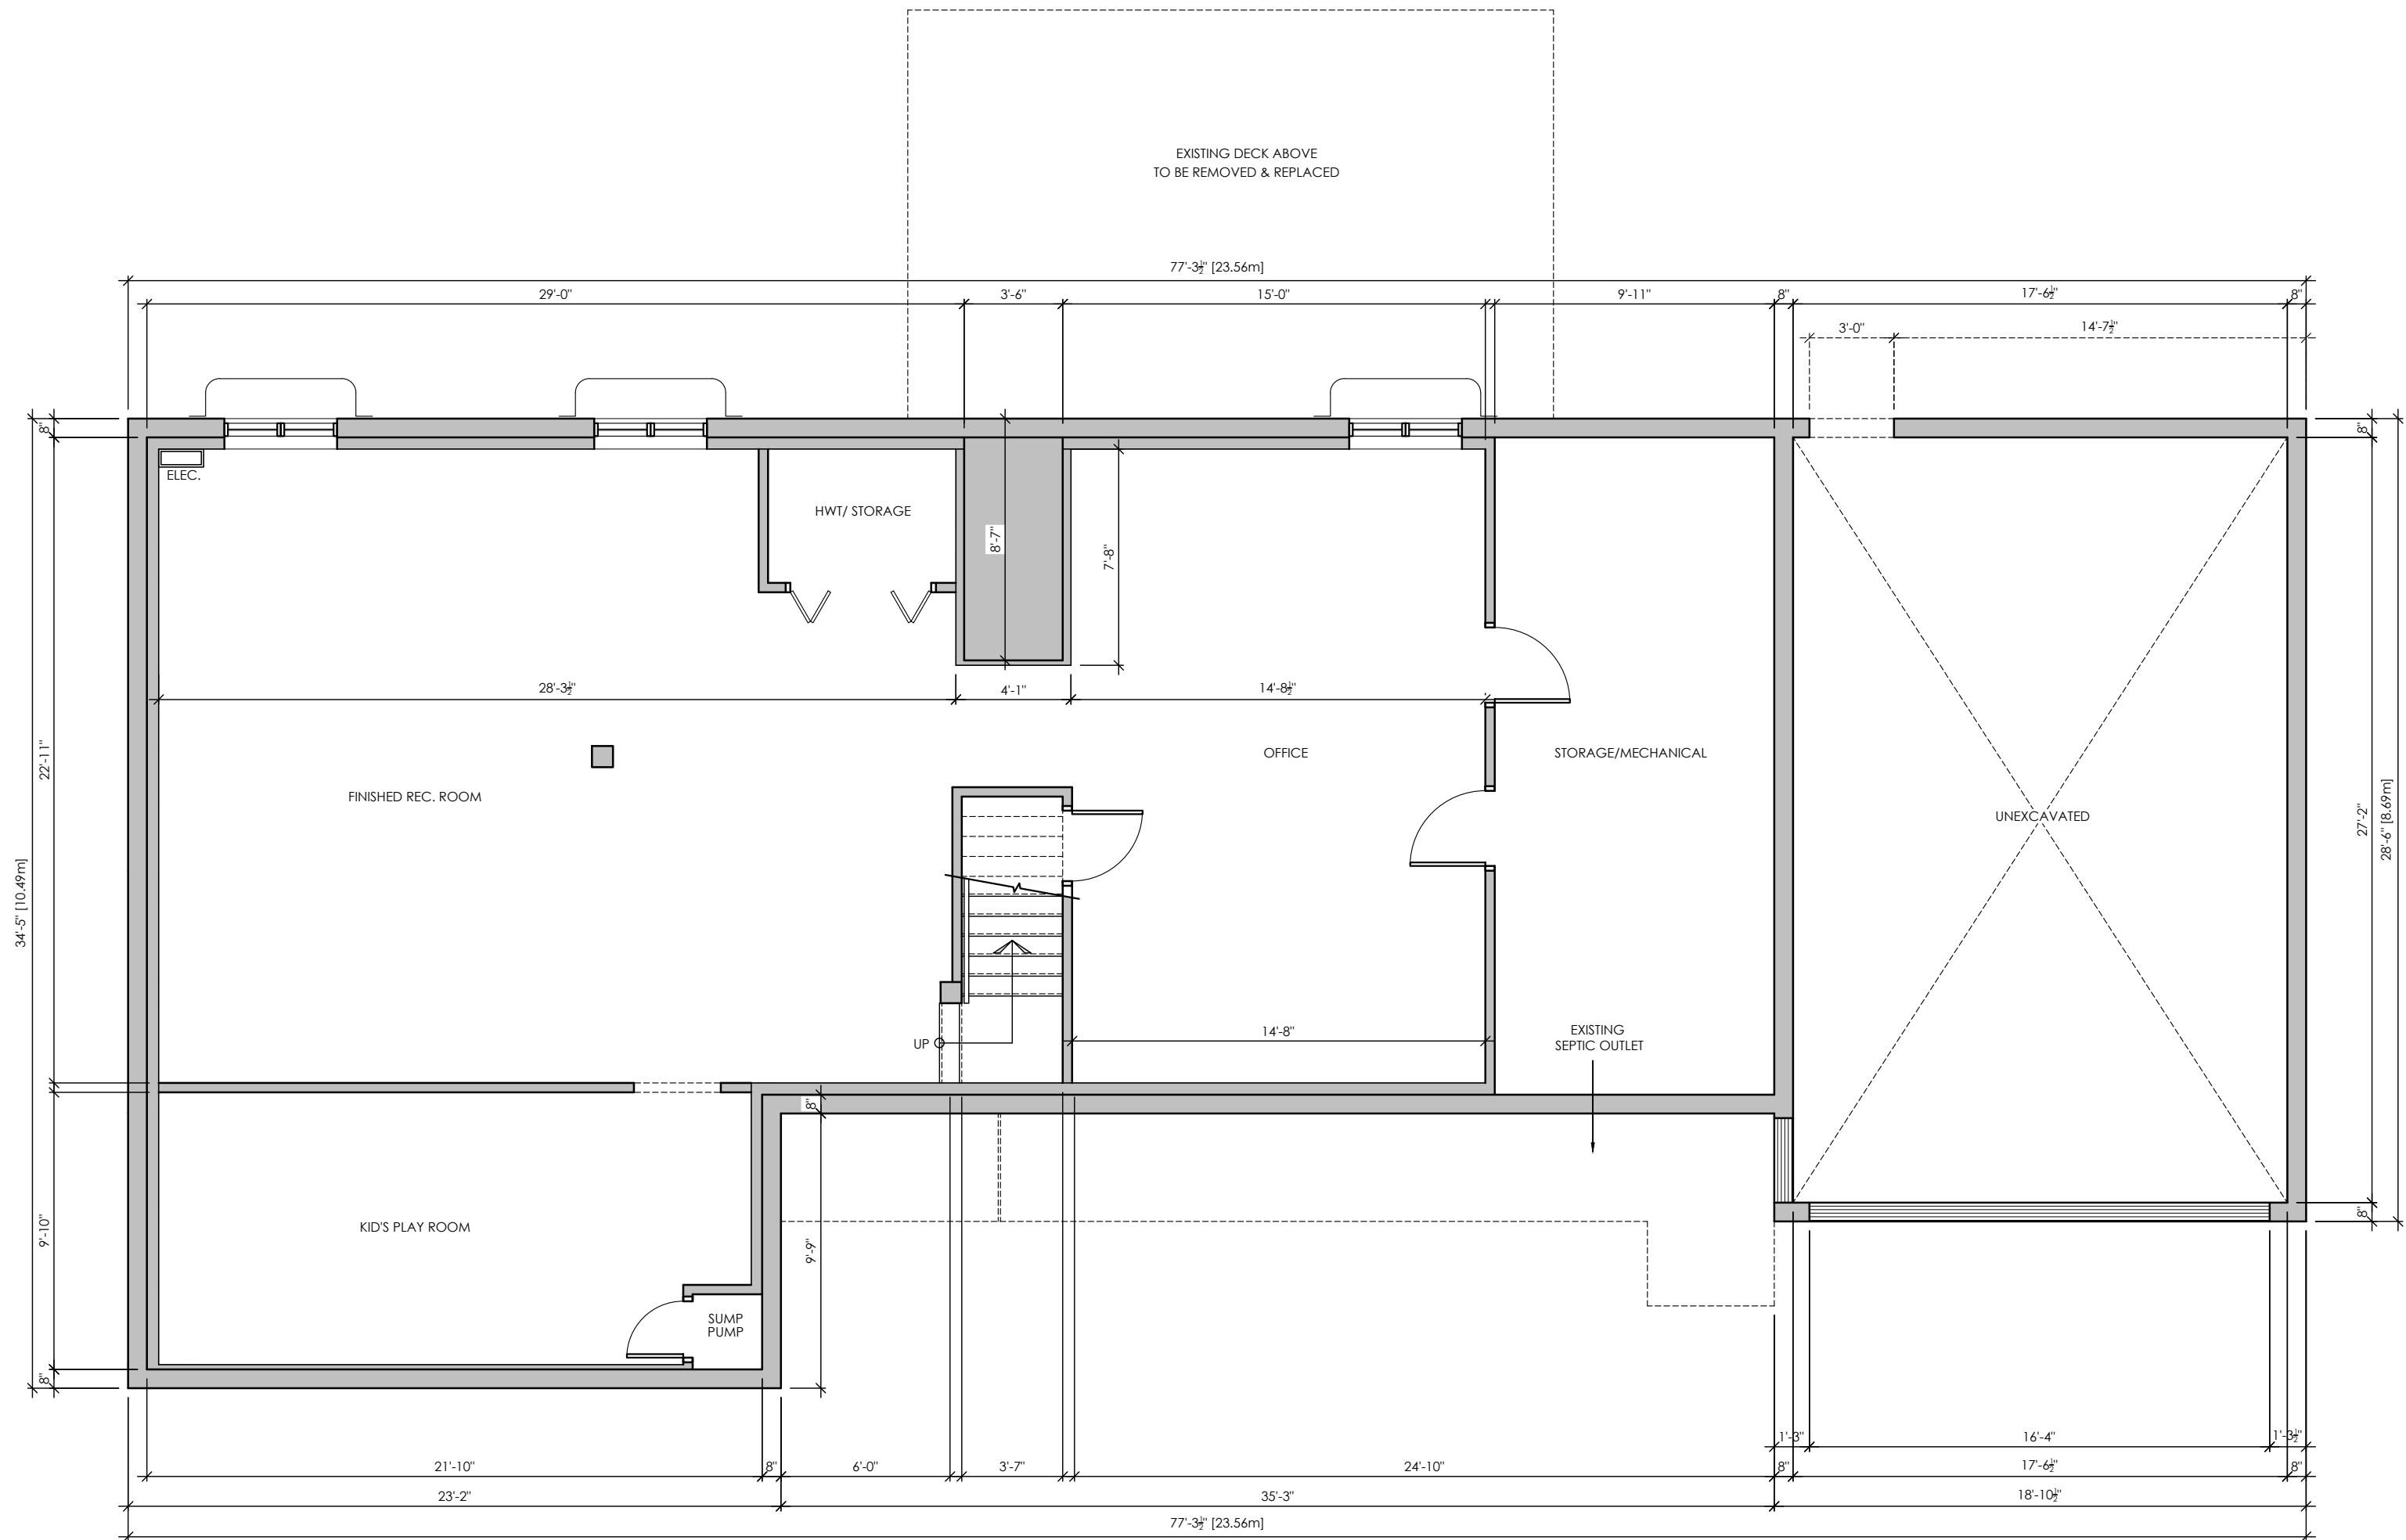 EXISTING DECK ABOVE
TO BE REMOVED & REPLACED
77'-3½" [23.56m]
29'-0"
3'-6"
15'-0"
9'-11"
8"
17'-6½"
8"
3'-0"
14'-7½"
8"
8"
ELEC.
HWT/ STORAGE
8'-7"
7'-8"
28'-3½"
4'-1"
14'-8½"
22'-11"
OFFICE
STORAGE/MECHANICAL
FINISHED REC. ROOM
UNEXCAVATED
27'-2"
28'-6" [8.69m]
34'-5" [10.49m]
UP
14'-8"
EXISTING
SEPTIC OUTLET
8"
KID'S PLAY ROOM
9'-10"
9'-9"
8"
SUMP
PUMP
8"
1'-3"
16'-4"
1'-3½"
21'-10"
8"
6'-0"
3'-7"
24'-10"
8"
17'-6½"
8"
23'-2"
35'-3"
18'-10½"
77'-3½" [23.56m]